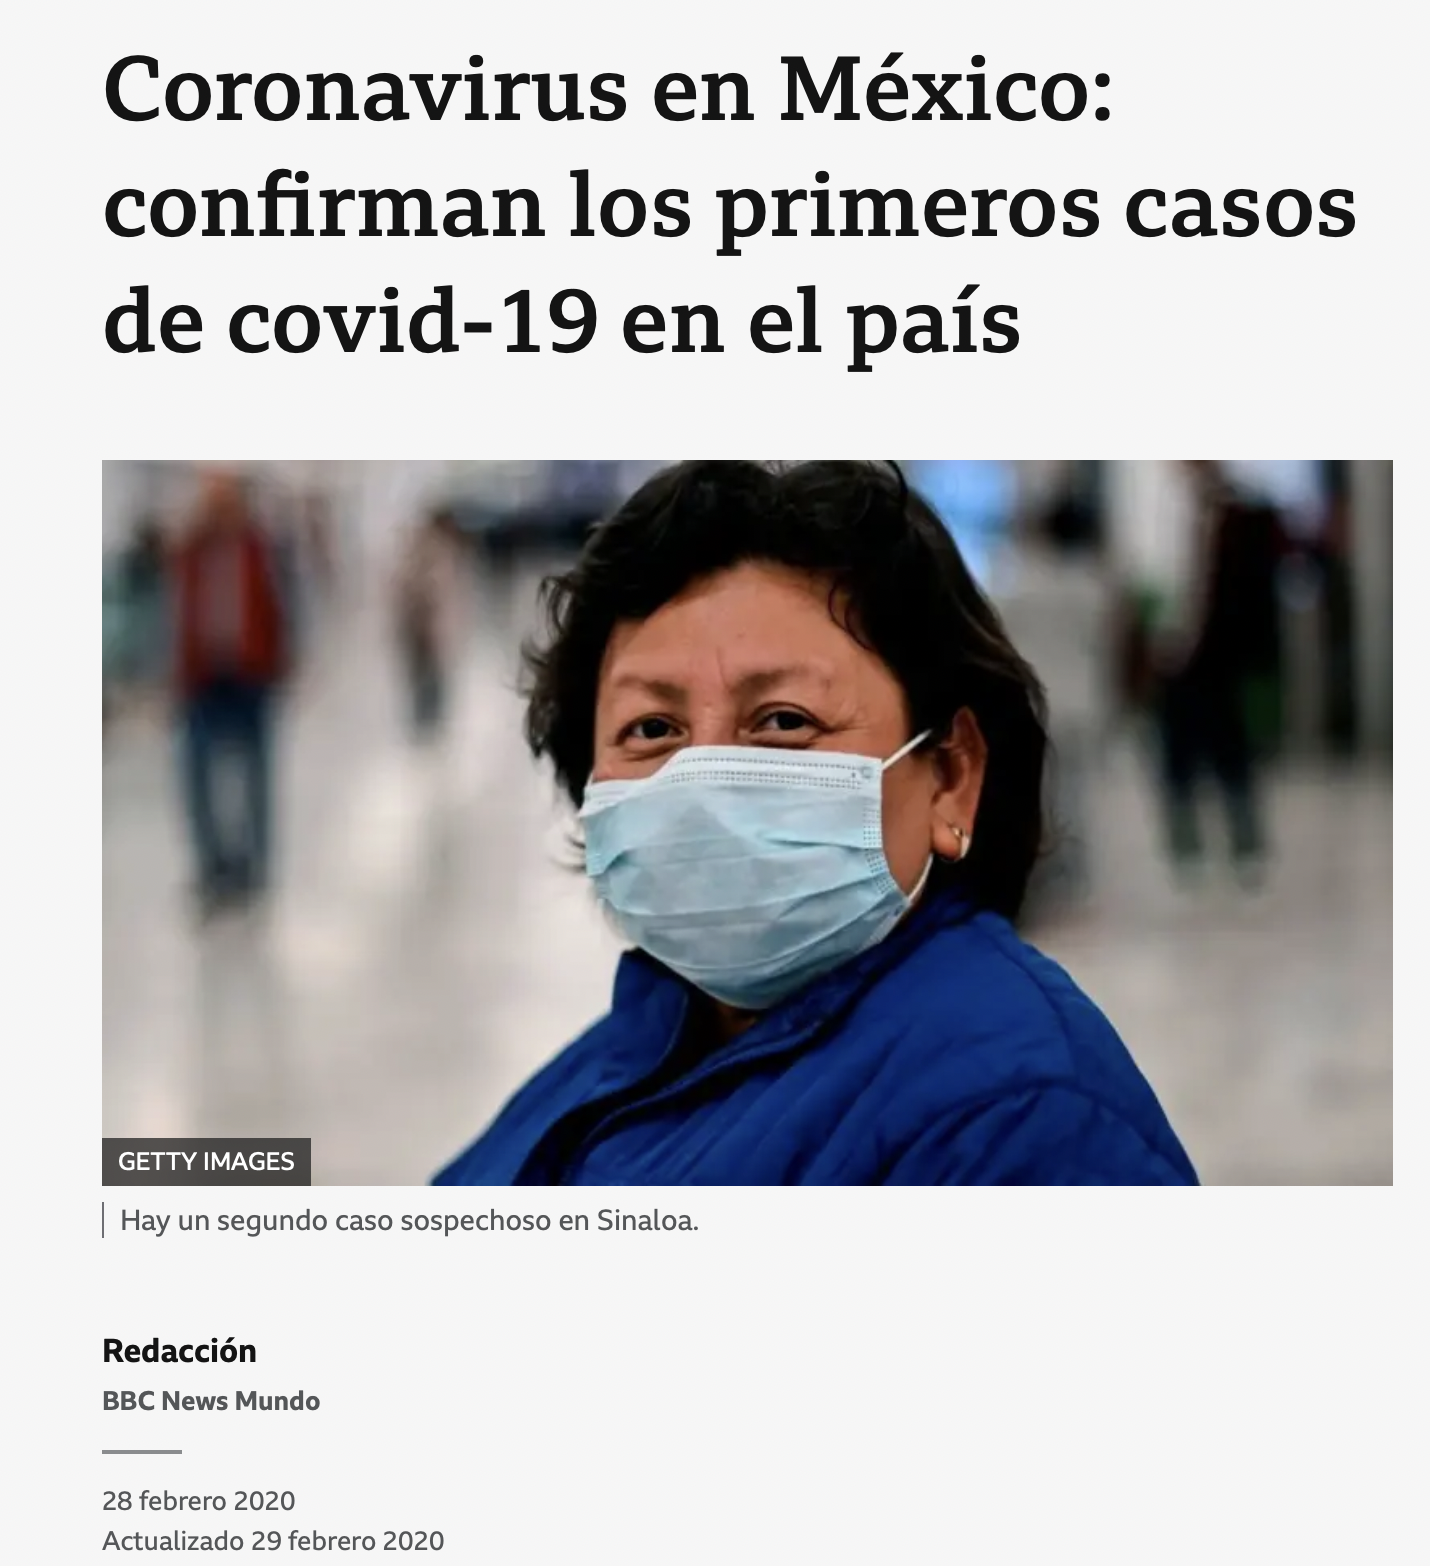 Coronavirus en México:
confirman los primeros casos
de covid-19 en el país
GETTY IMAGES
Hay un segundo caso sospechoso en Sinaloa.
Redacción
BBC News Mundo
28 febrero 2020
Actualizado 29 febrero 2020